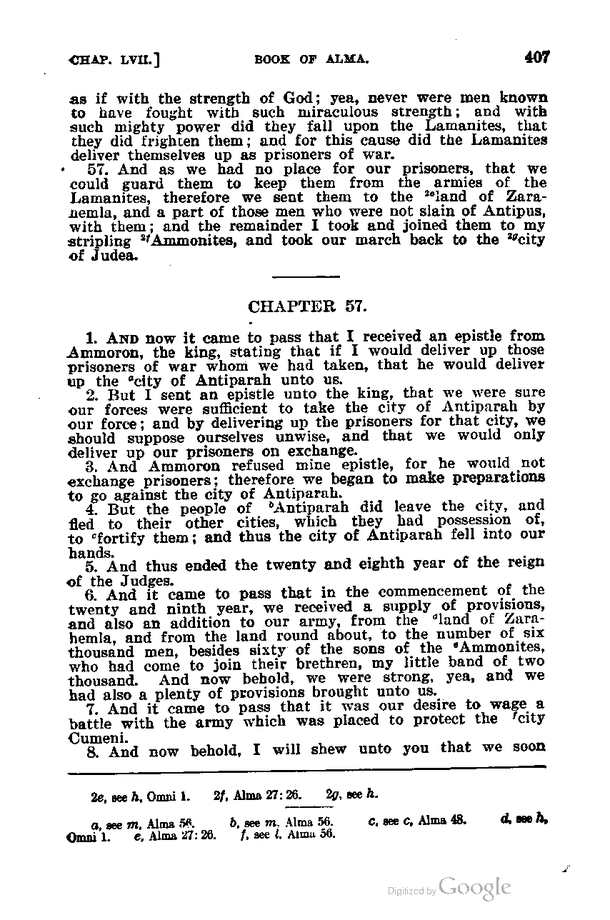 CHAP. LVII.] BOOK OF ALMA. 407
as if with the strength of God; yea, never were men known
to have fought with such miraculous strength; and with
such mighty power did they fall upon the Lamanites, that
they did frighten them; and for this cause did the Lamanites
deliver themselves up as prisoners of war.
57. And as we had no place for our prisoners, that we
could guard them to keep them from the armies of the
Lamanites, therefore we sent them to the ²ᵉland of Zara-
hemla, and a part of those men who were not slain of Antipus,
with them; and the remainder I took and joined them to my
stripling ²ᶠAmmonites, and took our march back to the ²ᵍcity
of Judea.
CHAPTER 57.
1. AND now it came to pass that I received an epistle from
Ammoron, the king, stating that if I would deliver up those
prisoners of war whom we had taken, that he would deliver
up the ᵃcity of Antiparah unto us.
2. But I sent an epistle unto the king, that we were sure
our forces were sufficient to take the city of Antiparah by
our force; and by delivering up the prisoners for that city, we
should suppose ourselves unwise, and that we would only
deliver up our prisoners on exchange.
3. And Ammoron refused mine epistle, for he would not
exchange prisoners; therefore we began to make preparations
to go against the city of Antiparah.
4. But the people of ᵇAntiparah did leave the city, and
fled to their other cities, which they had possession of,
to ᶜfortify them; and thus the city of Antiparah fell into our
hands.
5. And thus ended the twenty and eighth year of the reign
of the Judges.
6. And it came to pass that in the commencement of the
twenty and ninth year, we received a supply of provisions,
and also an addition to our army, from the ᵈland of Zara-
hemla, and from the land round about, to the number of six
thousand men, besides sixty of the sons of the ᵉAmmonites,
who had come to join their brethren, my little band of two
thousand. And now behold, we were strong, yea, and we
had also a plenty of provisions brought unto us.
7. And it came to pass that it was our desire to wage a
battle with the army which was placed to protect the ᶠcity
Cumeni.
8. And now behold, I will shew unto you that we soon
2e, see h, Omni 1. 2f, Alma 27:26. 2g, see h.
a, see m, Alma 56. b, see m, Alma 56. c, see c, Alma 48. d, see h,
Omni 1. e, Alma 27:26. f, see l, Alma 56.
Digitized by Google